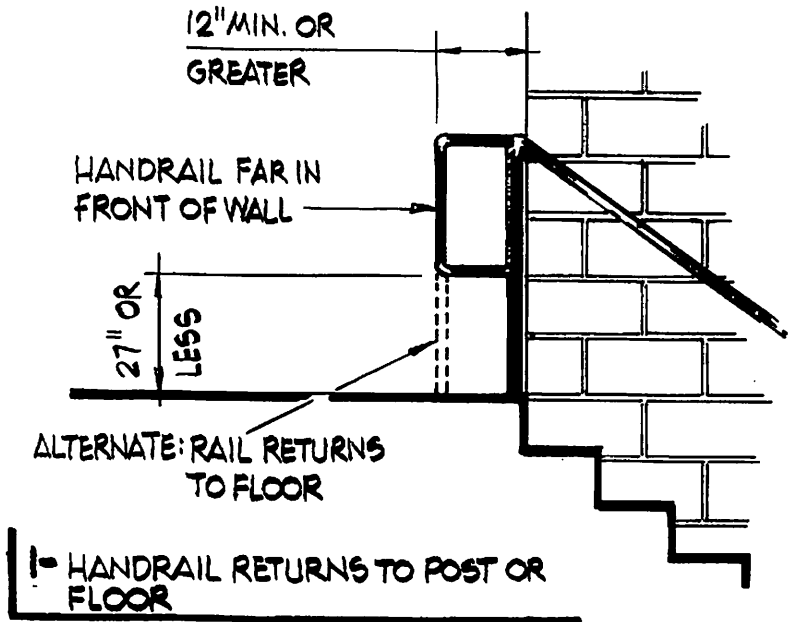 12" MIN. OR
GREATER
HANDRAIL FAR IN
FRONT OF WALL
27" OR
LESS
ALTERNATE: RAIL RETURNS
TO FLOOR
1- HANDRAIL RETURNS TO POST OR
FLOOR